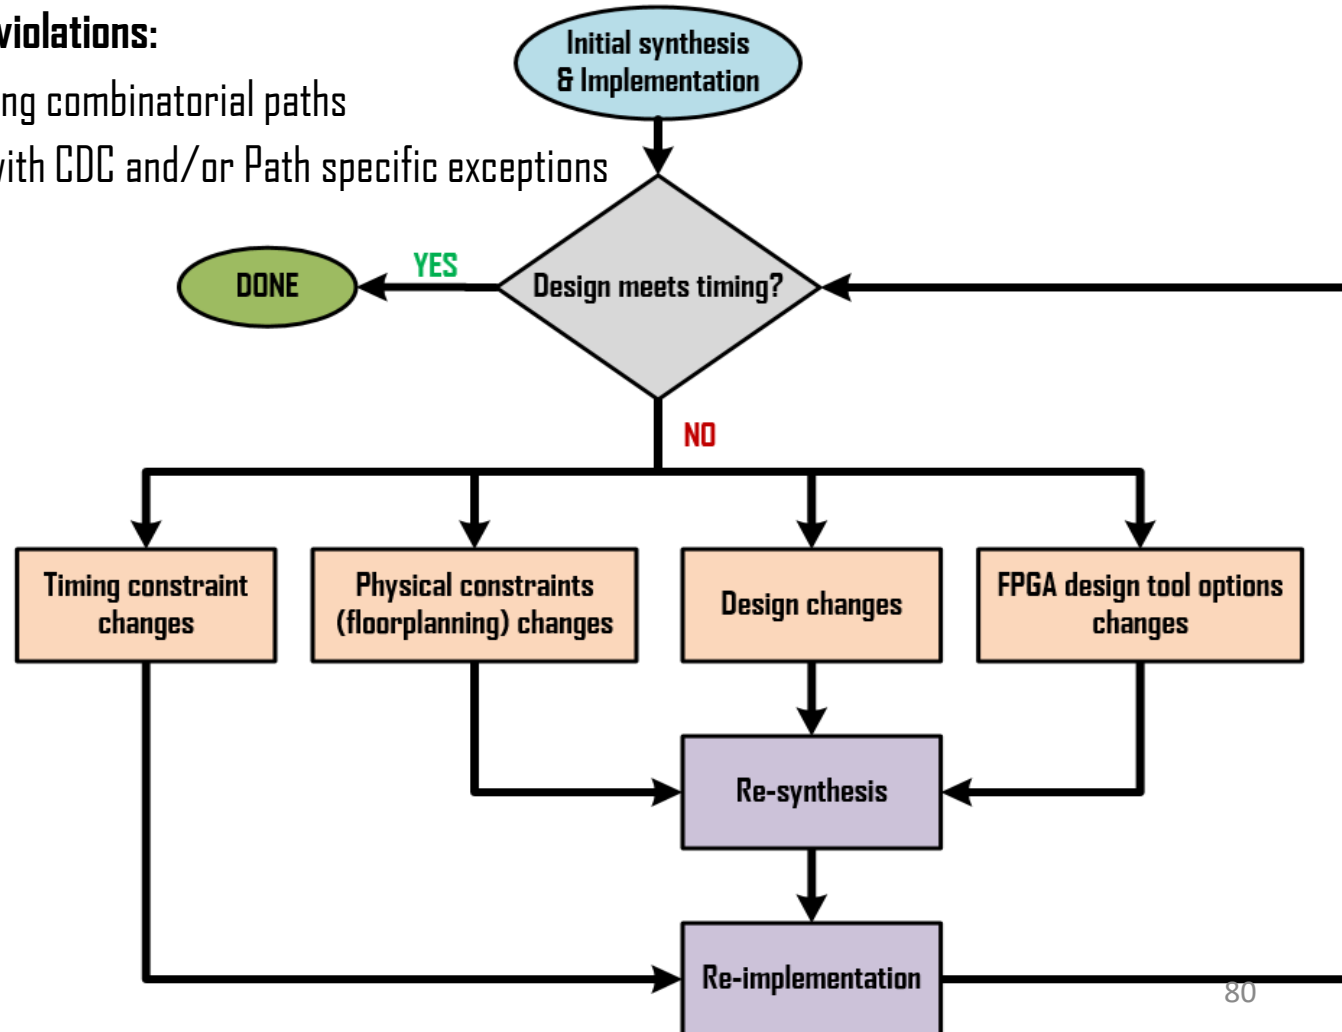 violations:
ng combinatorial paths
with CDC and/or Path specific exceptions
Initial synthesis
& Implementation
Design meets timing?
YES
DONE
NO
Timing constraint
changes
Physical constraints
(floorplanning) changes
Design changes
FPGA design tool options
changes
Re-synthesis
Re-implementation
80